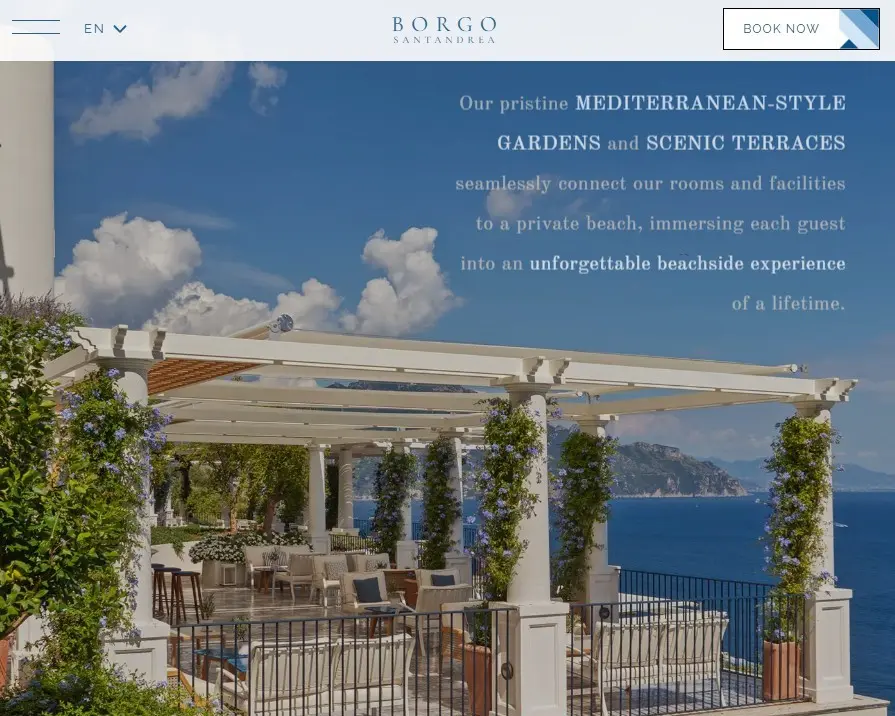 EN
BORGO
SANTANDREA
BOOK NOW
Our pristine MEDITERRANEAN-STYLE
GARDENS and SCENIC TERRACES
seamlessly connect our rooms and facilities
to a private beach, immersing each guest
into an unforgettable beachside experience
of a lifetime.